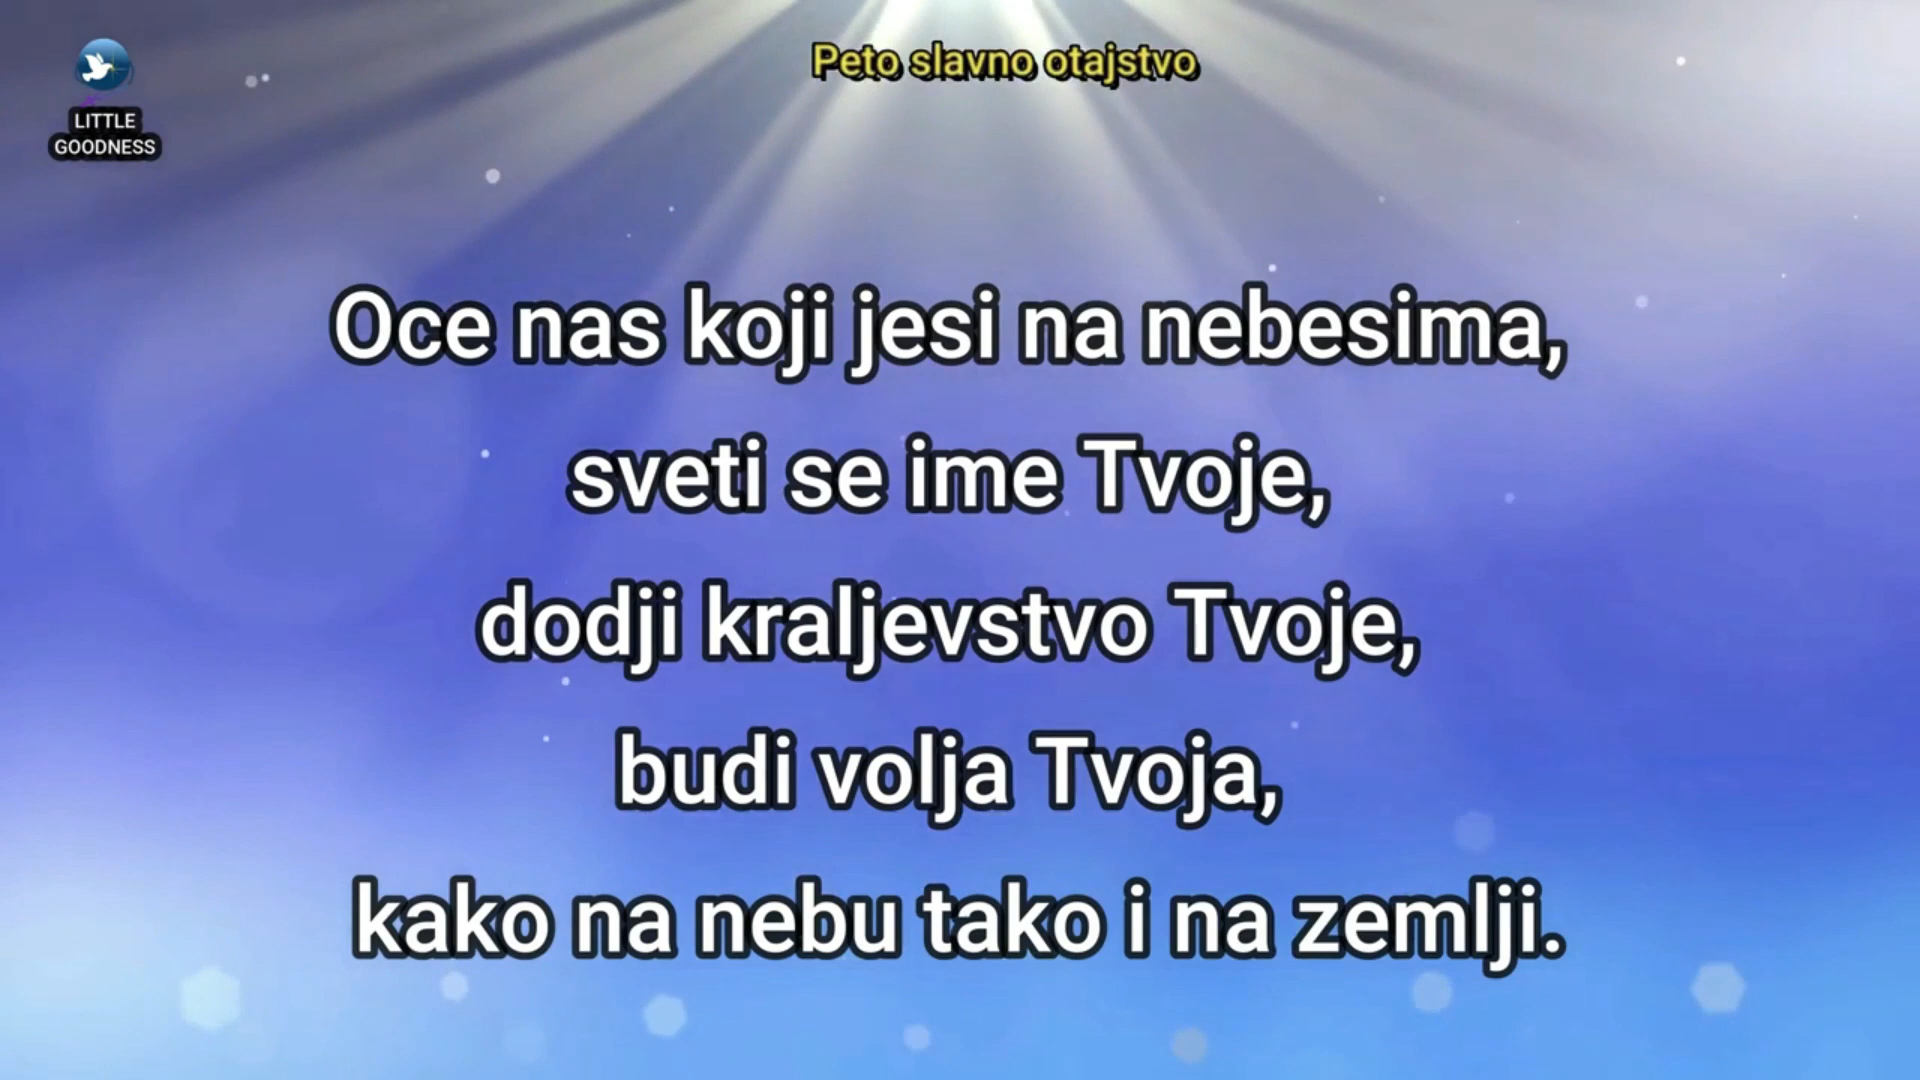 Peto slavno otajstvo
LITTLE
GOODNESS
Oce nas koji jesi na nebesima,
sveti se ime Tvoje,
dodji kraljevstvo Tvoje,
budi volja Tvoja,
kako na nebu tako i na zemlji.